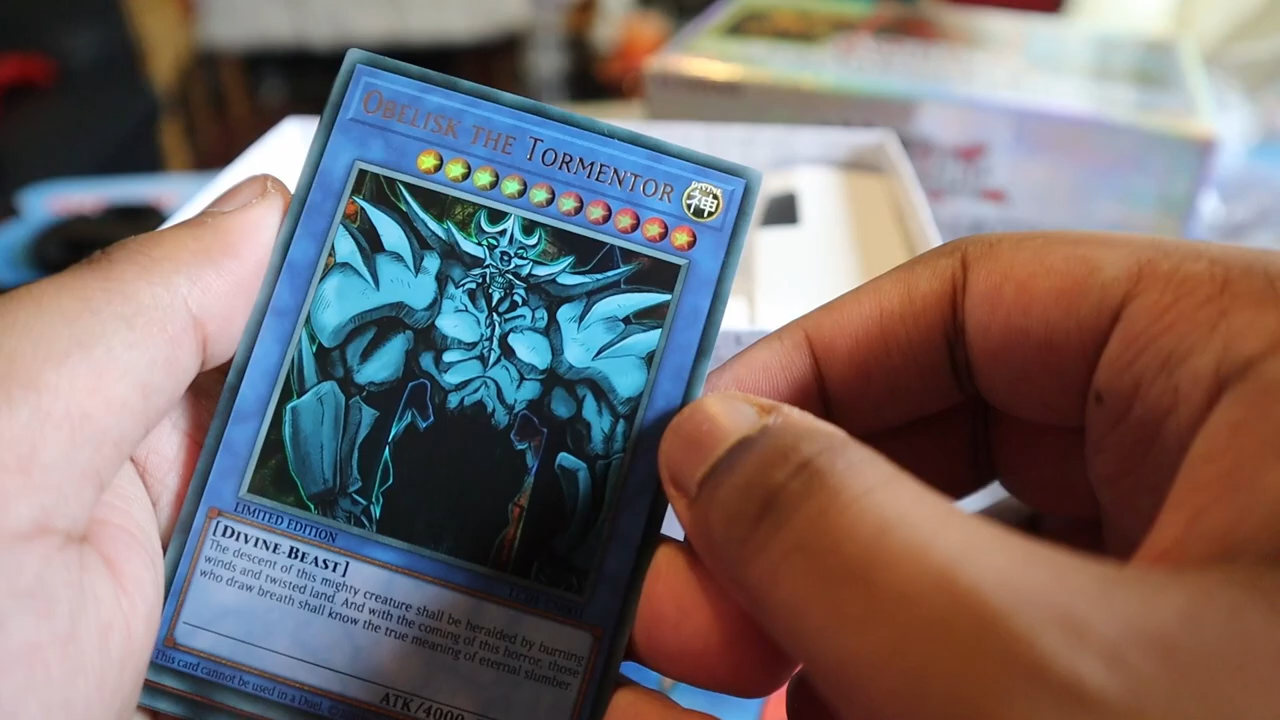 OBELISK THE TORMENTOR
DIVINE
神
LIMITED EDITION
[DIVINE-BEAST]
The descent of this mighty creature shall be heralded by burning
winds and twisted land. And with the coming of this horror, those
who draw breath shall know the true meaning of eternal slumber.
ATK/4000
This card cannot be used in a Duel.